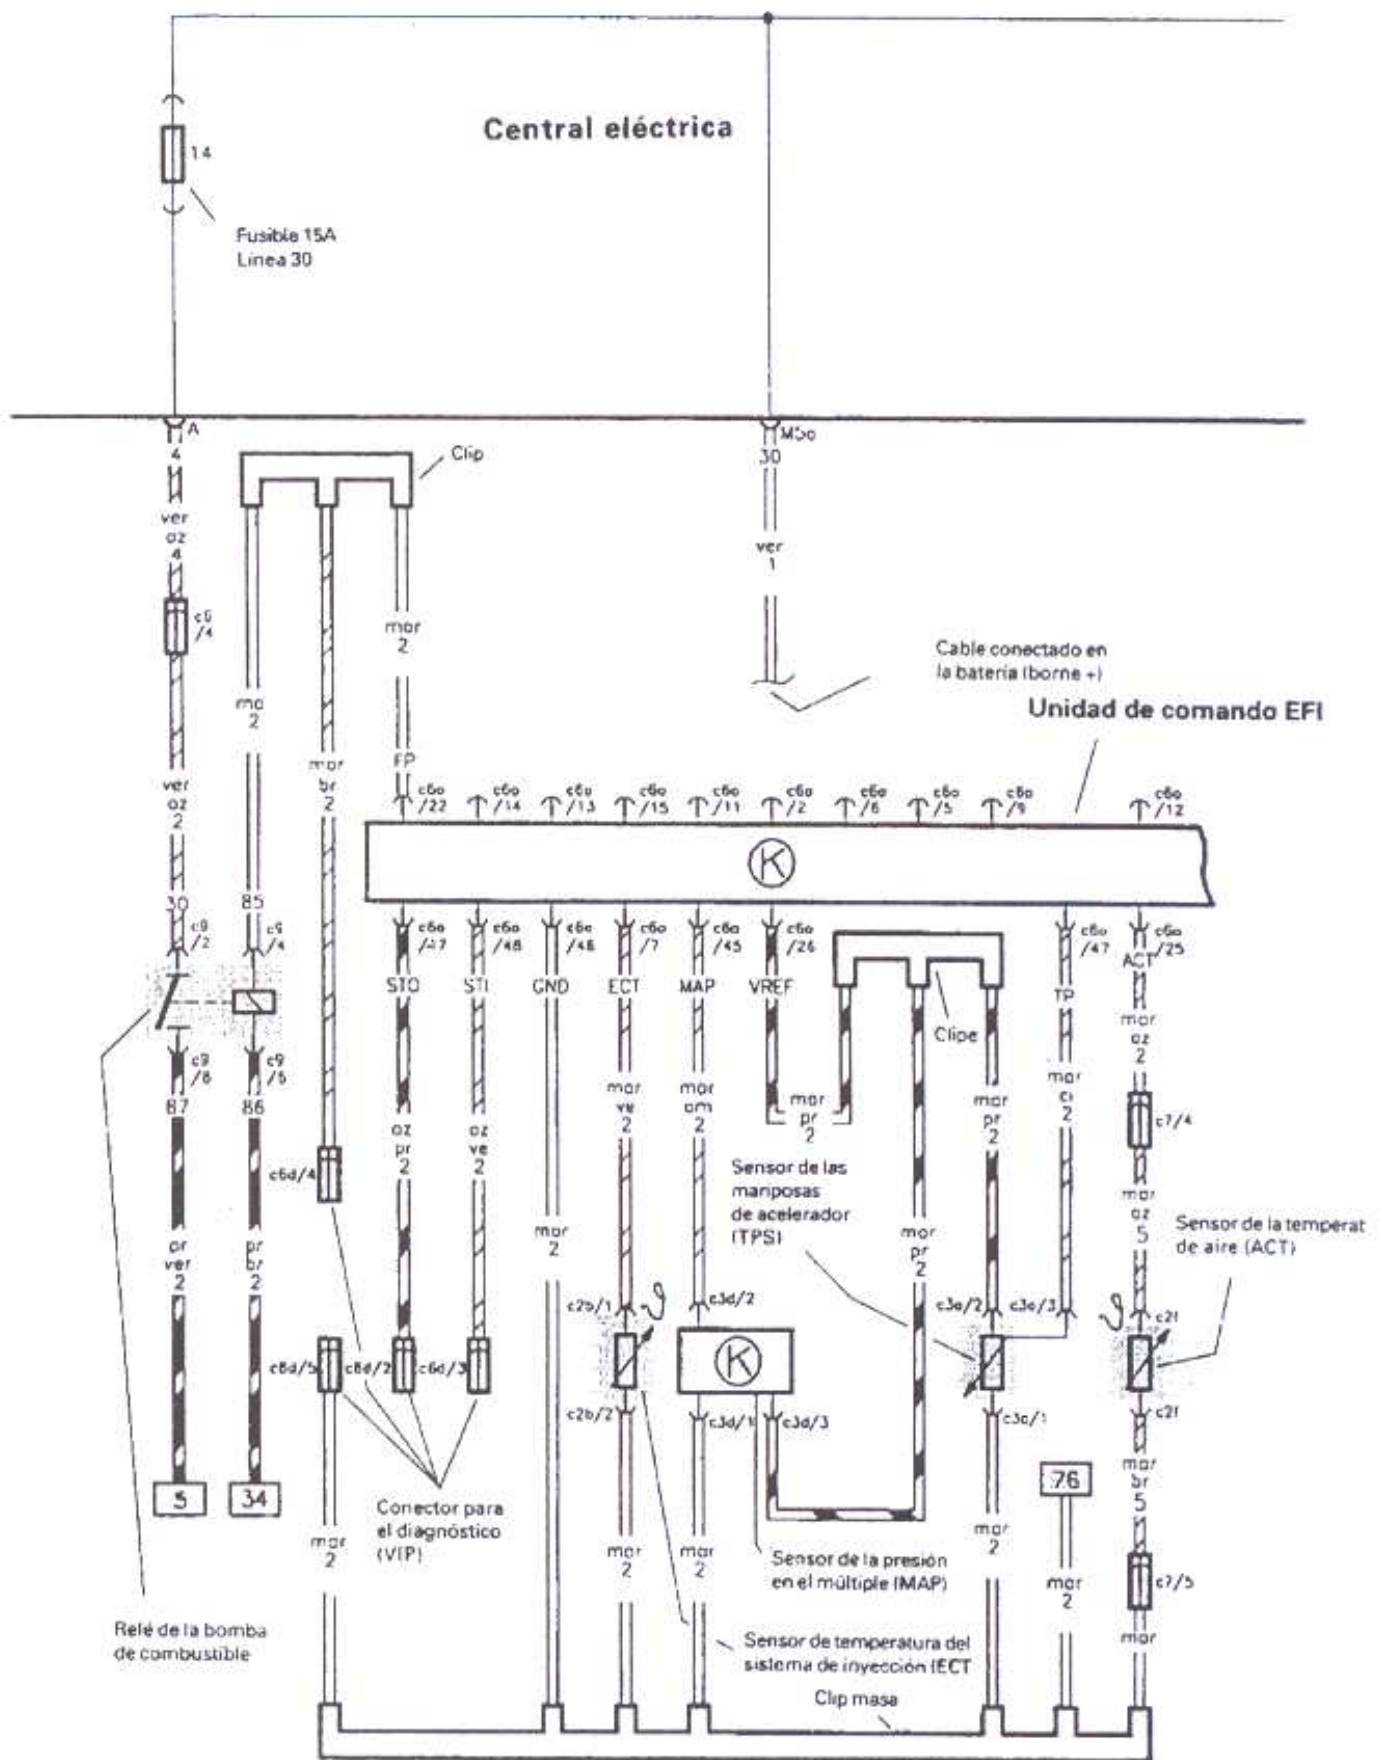 Central eléctrica
14
Fusible 15A
Línea 30
A
M5a
4
30
Clip
ver
az
4
ver
1
c6
/4
mar
2
Cable conectado en
la batería (borne +)
Unidad de comando EFI
2
mar
br
2
FP
ver
az
2
c6a
/22
c6a
/14
c6a
/13
c6a
/15
c6a
/11
c6a
/2
c6a
/6
c6a
/5
c6a
/9
c6a
/12
K
30
85
c9
/2
c9
/4
c6a
/17
c6a
/48
c6a
/46
c6a
/7
c6a
/45
c6a
/26
c6a
/47
c6a
/25
STO
STI
GND
ECT
MAP
VREF
TP
ACT
Clipe
mar
az
2
c9
/8
c9
/5
87
86
mar
ve
2
mar
am
2
mar
pr
2
mar
pr
2
mar
2
c7/4
az
pr
2
az
ve
2
c6d/4
Sensor de las
mariposas
de acelerador
(TPS)
mar
az
5
Sensor de la temperat
de aire (ACT)
mar
2
mar
pr
2
ver
2
pr
br
2
c2b/1
c3d/2
c3a/2
c3a/3
c2f
c6d/5
c6d/2
c6d/3
K
c2b/2
c3d/1
c3d/3
c3a/1
c2f
5
34
76
mar
br
5
Conector para
el diagnóstico
(VIP)
mar
2
mar
2
mar
2
mar
2
Sensor de la presión
en el múltiple (MAP)
mar
2
c7/5
Relé de la bomba
de combustible
mar
Sensor de temperatura del
sistema de inyección (ECT
Clip masa